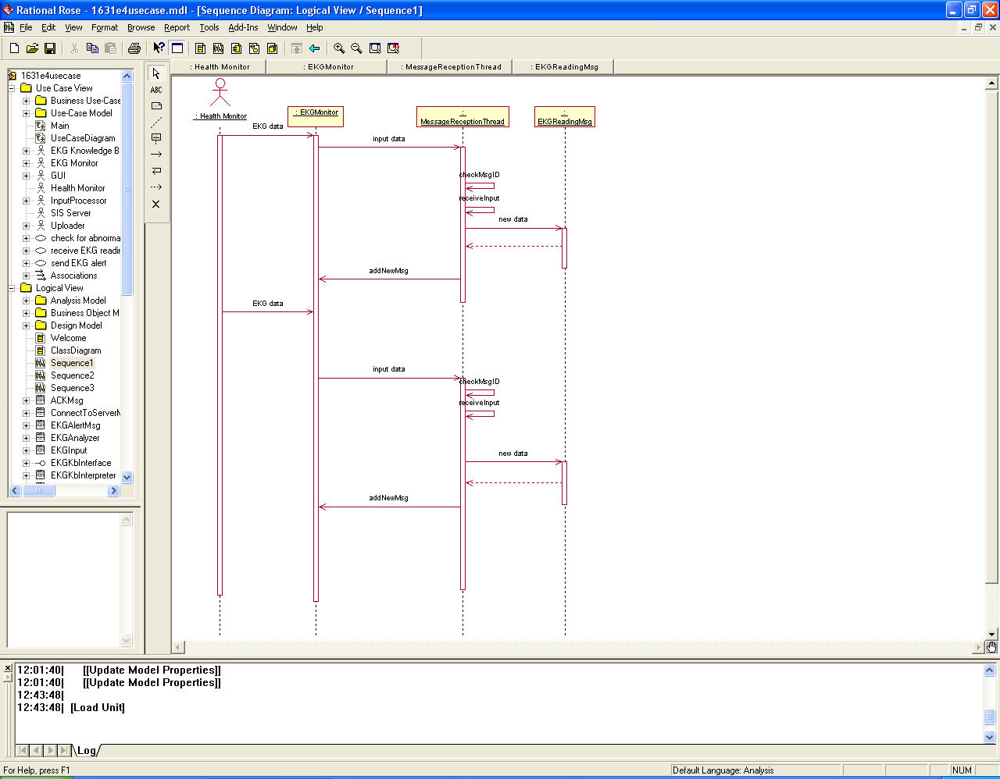 Rational Rose - 1631e4usecase.mdl - [Sequence Diagram: Logical View / Sequence1]
File Edit View Format Browse Report Tools Add-Ins Window Help
: Health Monitor : EKGMonitor : MessageReceptionThread : EKGReadingMsg
1631e4usecase
Use Case View
Business Use-Case
Use-Case Model
Main
UseCaseDiagram
EKG Knowledge B
EKG Monitor
GUI
Health Monitor
InputProcessor
SIS Server
Uploader
check for abnorma
receive EKG readi
send EKG alert
Associations
Logical View
Analysis Model
Business Object M
Design Model
Welcome
ClassDiagram
Sequence1
Sequence2
Sequence3
ACKMsg
ConnectToServerM
EKGAlertMsg
EKGAnalyzer
EKGInput
EKGKbInterface
EKGKbInterpreter
ABC
: Health Monitor
: EKGMonitor
:
MessageReceptionThread
:
EKGReadingMsg
EKG data
input data
checkMsgID
receiveInput
new data
addNewMsg
EKG data
input data
checkMsgID
receiveInput
new data
addNewMsg
12:01:40| [[Update Model Properties]]
12:01:40| [[Update Model Properties]]
12:43:48|
12:43:48| [Load Unit]
Log
For Help, press F1
Default Language: Analysis
NUM